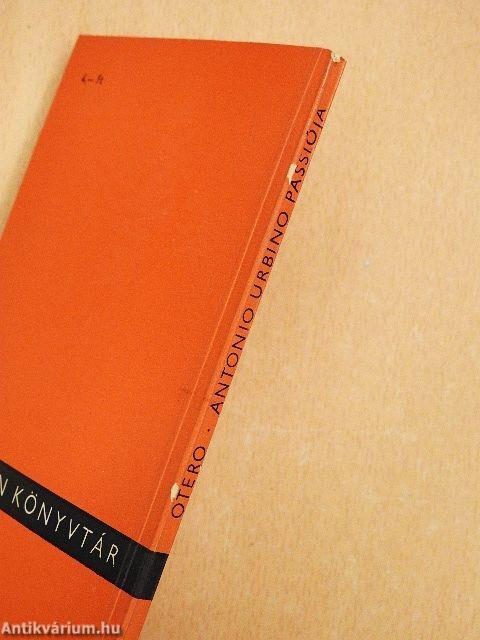 OTERO · ANTONIO URBINO PASSIÓJA
N KÖNYVTÁR
Antikvárium.hu